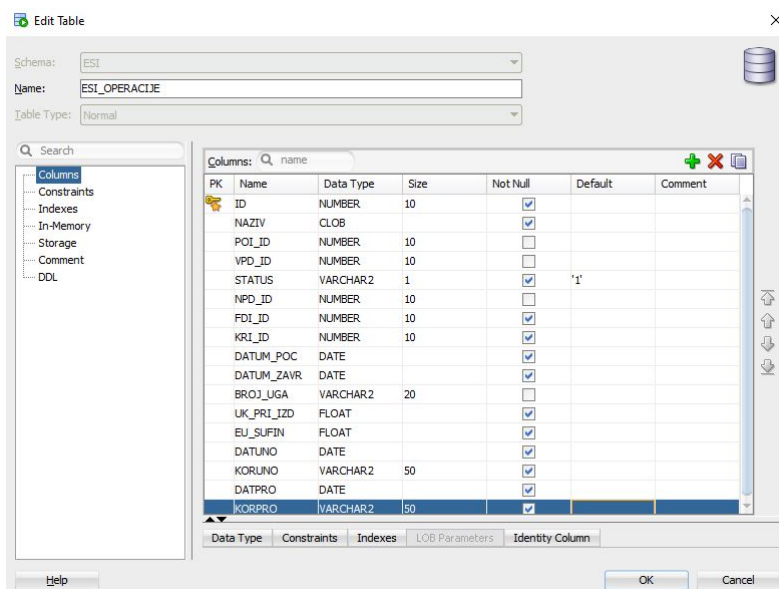 Edit Table
Schema: ESI
Name: ESI_OPERACIJE
Table Type: Normal
Search
Columns
Constraints
Indexes
In-Memory
Storage
Comment
DDL
Columns: name
PK Name Data Type Size Not Null Default Comment
ID NUMBER 10
NAZIV CLOB
POI_ID NUMBER 10
VPD_ID NUMBER 10
STATUS VARCHAR2 1 '1'
NPD_ID NUMBER 10
FDI_ID NUMBER 10
KRI_ID NUMBER 10
DATUM_POC DATE
DATUM_ZAVR DATE
BROJ_UGA VARCHAR2 20
UK_PRI_IZD FLOAT
EU_SUFIN FLOAT
DATUNO DATE
KORUNO VARCHAR2 50
DATPRO DATE
KORPRO VARCHAR2 50
Data Type Constraints Indexes LOB Parameters Identity Column
Help OK Cancel